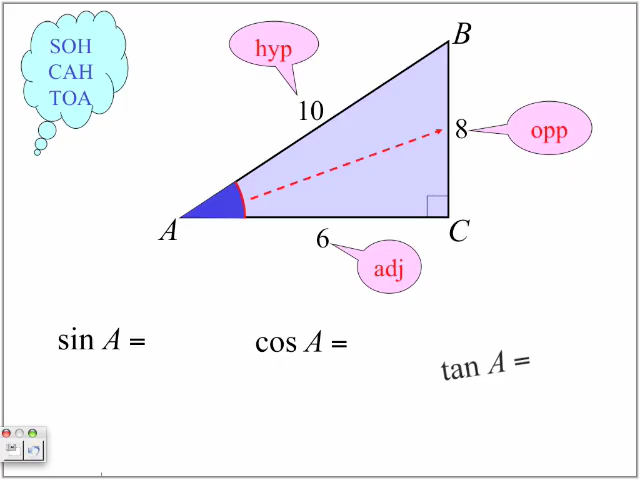 SOH
CAH
TOA
hyp
10
B
8
opp
A
C
6
adj
sin A =
cos A =
tan A =